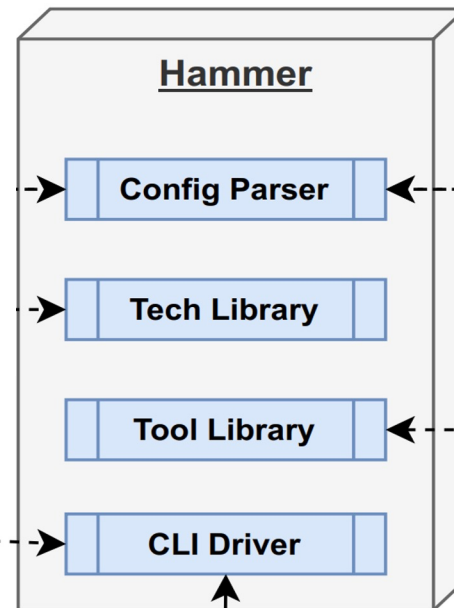 Hammer
Config Parser
Tech Library
Tool Library
CLI Driver